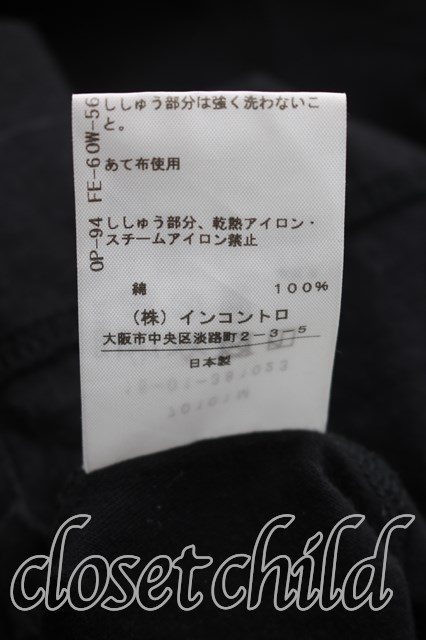 ししゅう部分は強く洗わないこ
と。
あて布使用
ししゅう部分、乾熱アイロン・
スチームアイロン禁止
綿 100%
(株)インコントロ
大阪市中央区淡路町2-3-5
日本製
OP-94 FE-60W-56
closet child